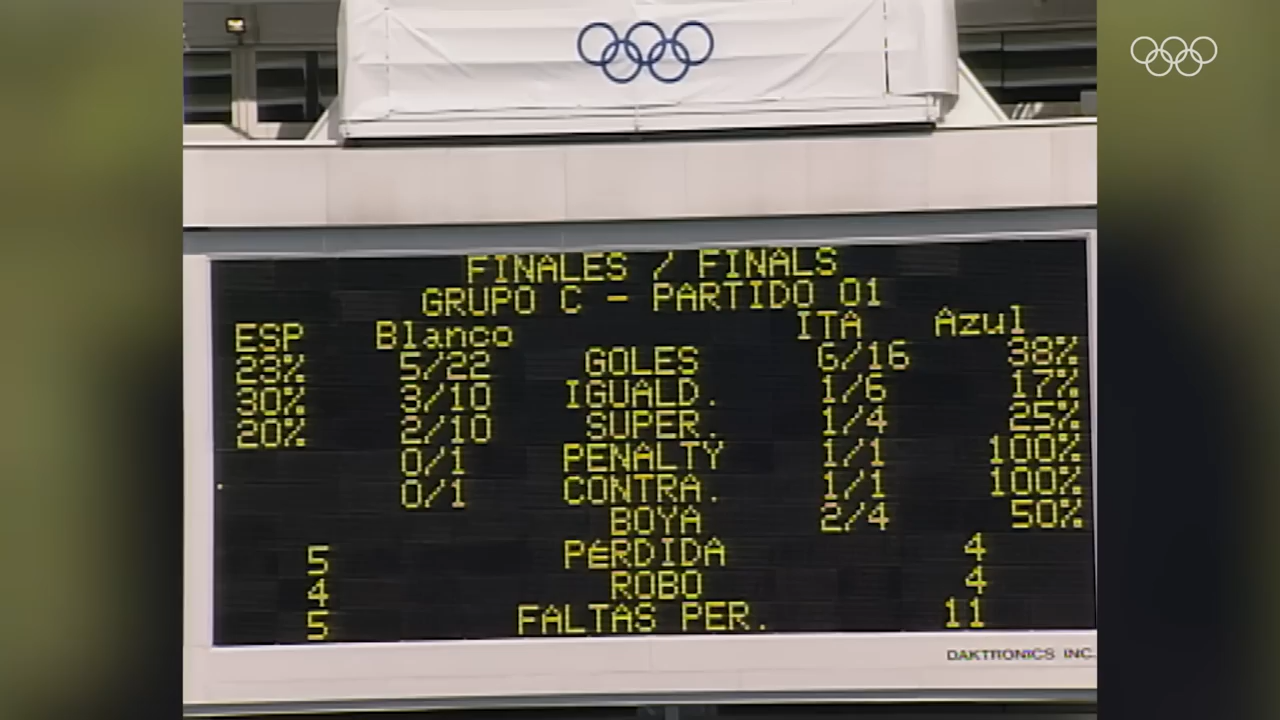 FINALES / FINALS
GRUPO C - PARTIDO 01
ESP Blanco ITA Azul
23% 5/22 GOLES 6/16 38%
30% 3/10 IGUALD. 1/6 17%
20% 2/10 SUPER. 1/4 25%
0/1 PENALTY 1/1 100%
0/1 CONTRA. 1/1 100%
BOYA 2/4 50%
5 PERDIDA 4
4 ROBO 4
5 FALTAS PER. 11
DAKTRONICS INC.